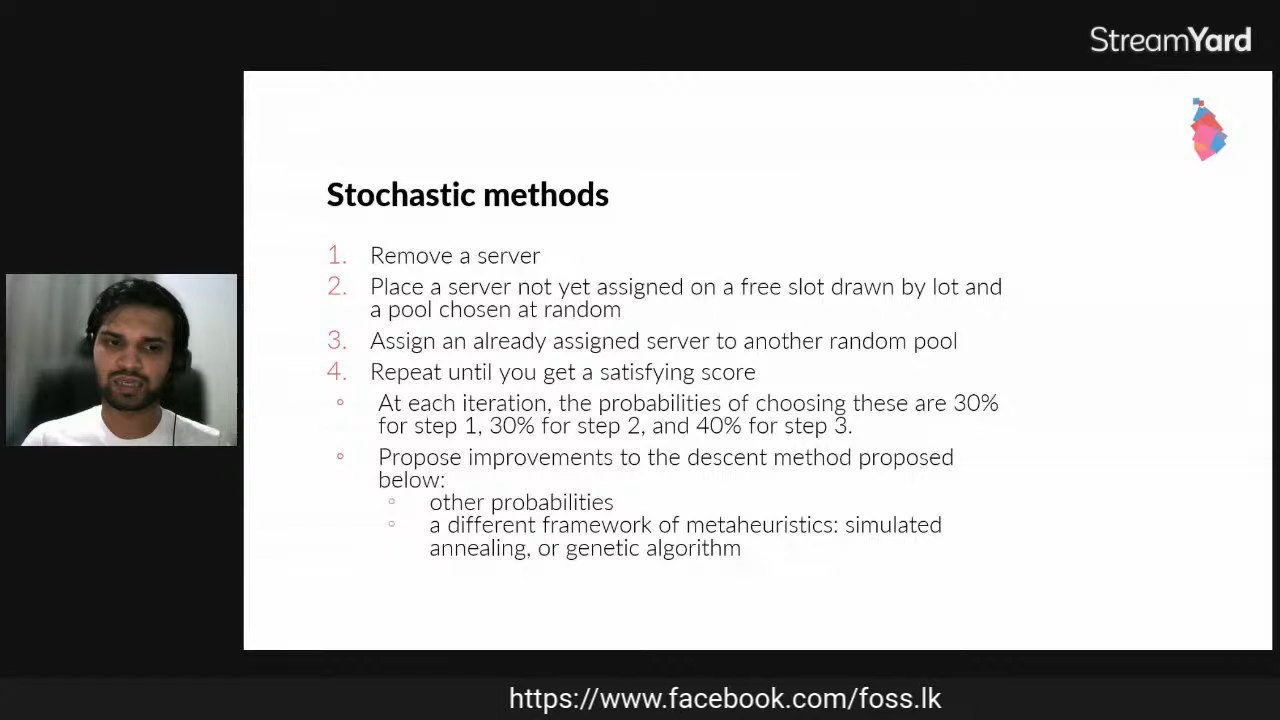 StreamYard
Stochastic methods
1. Remove a server
2. Place a server not yet assigned on a free slot drawn by lot and
a pool chosen at random
3. Assign an already assigned server to another random pool
4. Repeat until you get a satisfying score
◦ At each iteration, the probabilities of choosing these are 30%
for step 1, 30% for step 2, and 40% for step 3.
◦ Propose improvements to the descent method proposed
below:
◦ other probabilities
◦ a different framework of metaheuristics: simulated
annealing, or genetic algorithm
https://www.facebook.com/foss.lk